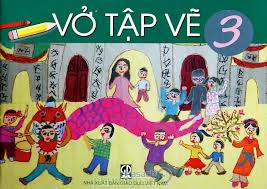 VỞ TẬP VẼ 3
NHÀ XUẤT BẢN GIÁO DỤC VIỆT NAM